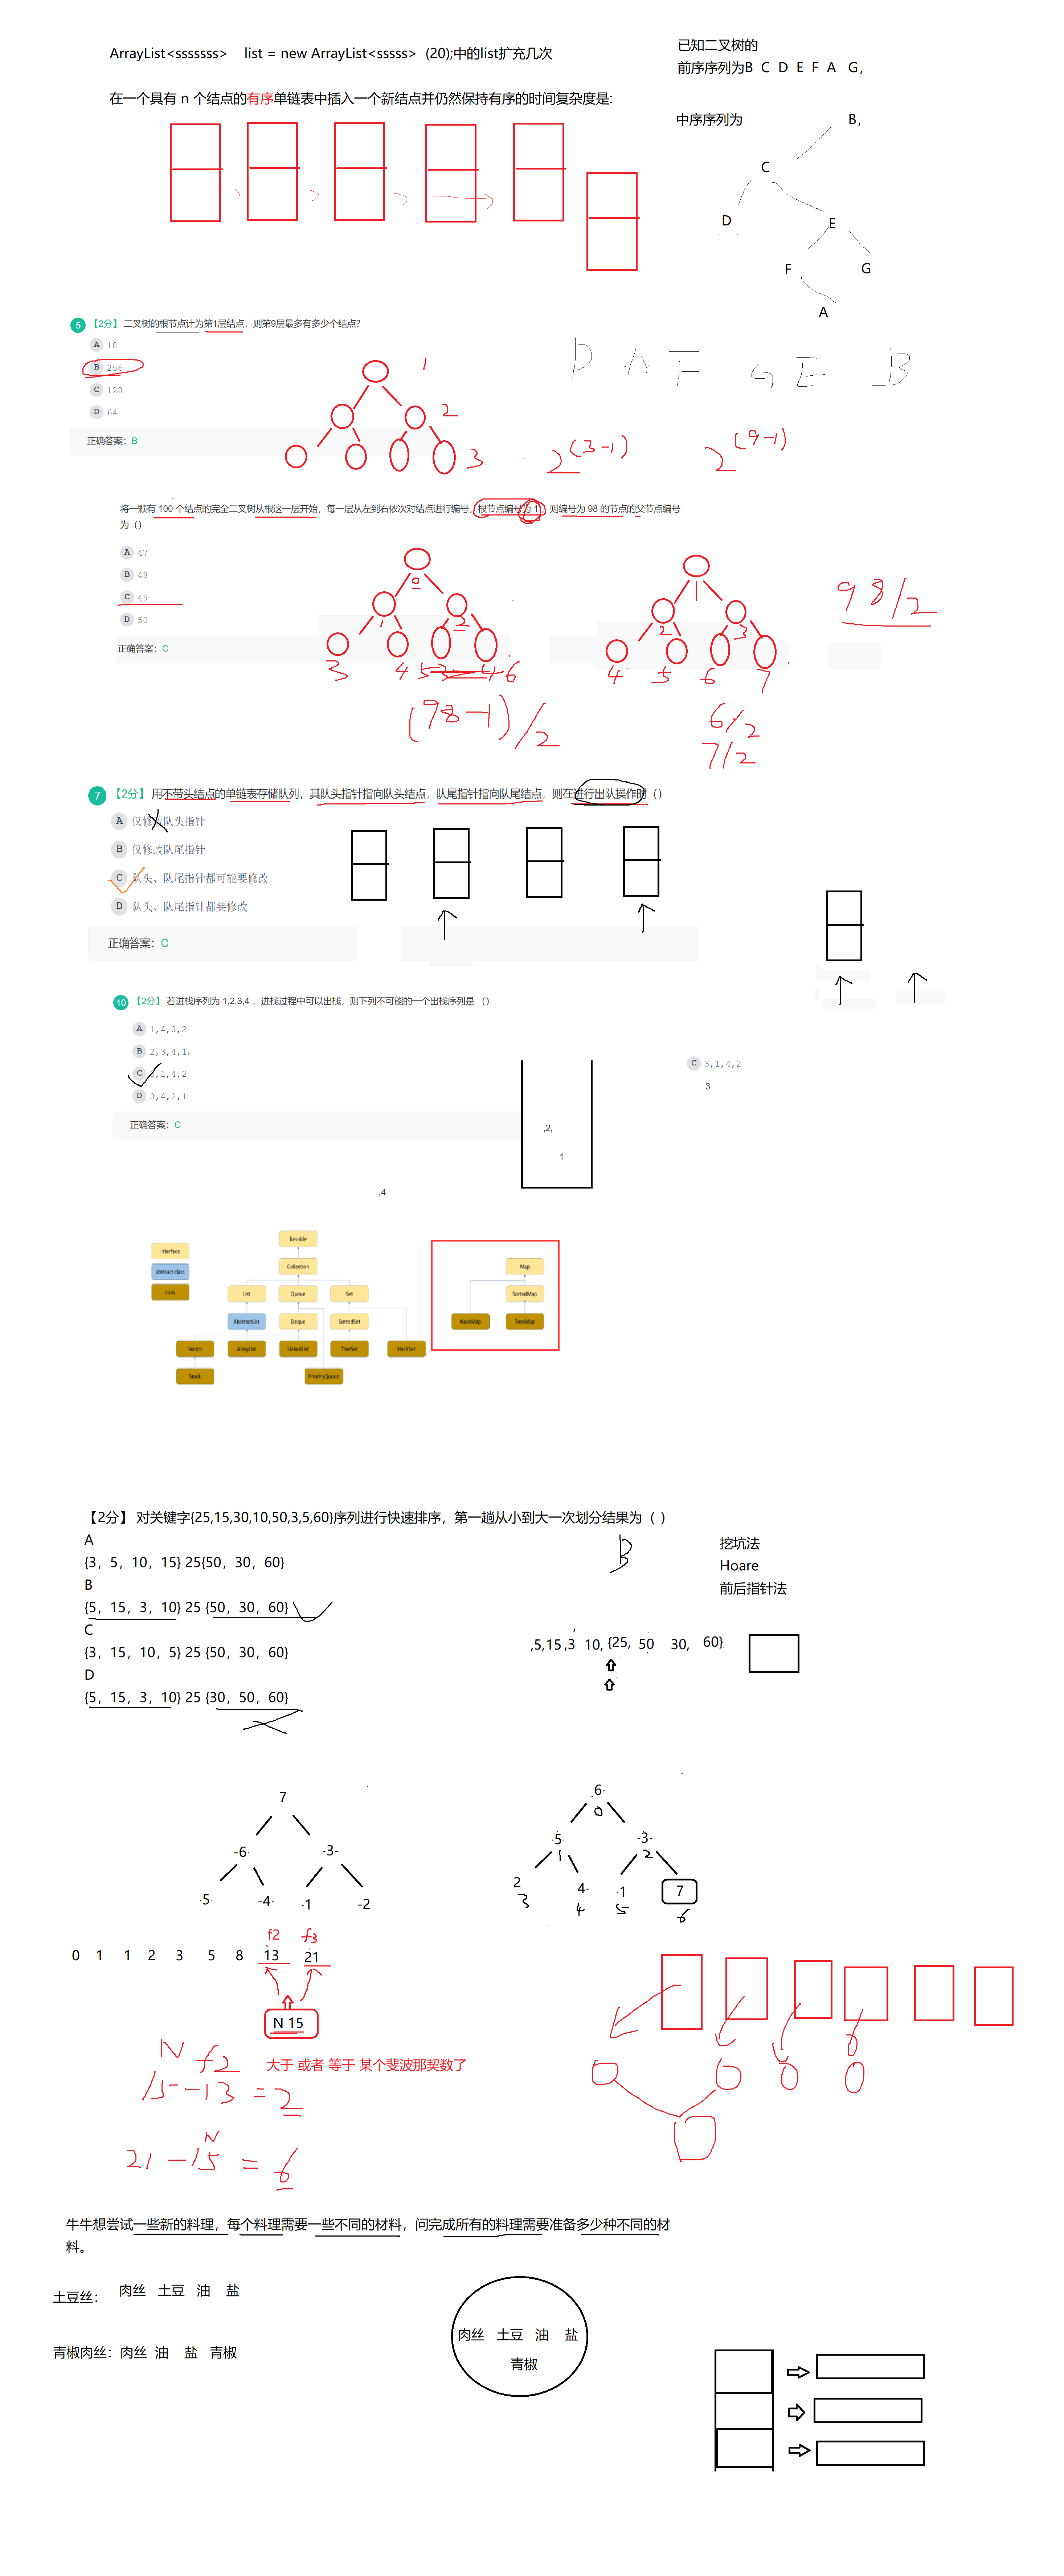 ArrayList<sssssss> list = new ArrayList<sssss> (20);中的list扩充几次
在一个具有 n 个结点的有序单链表中插入一个新结点并仍然保持有序的时间复杂度是:
已知二叉树的
前序序列为B C D E F A G,
中序序列为 B,
C
D E
F G
A
D A F G E B
5 【2分】 二叉树的根节点计为第1层结点，则第9层最多有多少个结点?
A 18
B 256
C 128
D 64
正确答案: B
1
2
3
2^(3-1) 2^(9-1)
将一颗有 100 个结点的完全二叉树从根这一层开始，每一层从左到右依次对结点进行编号，根节点编号为 1，则编号为 98 的节点的父节点编号
为（）
A 47
B 48
C 49
D 50
正确答案: C
0
1 2
3 4 5 6
(98-1)/2
1
2 3
4 5 6 7
6/2
7/2
98/2
7 【2分】 用不带头结点的单链表存储队列，其队头指针指向队头结点，队尾指针指向队尾结点，则在进行出队操作时（）
A 仅修改队头指针
B 仅修改队尾指针
C 队头、队尾指针都可能要修改
D 队头、队尾指针都要修改
正确答案: C
10 【2分】 若进栈序列为 1,2,3,4 ，进栈过程中可以出栈，则下列不可能的一个出栈序列是 （）
A 1,4,3,2
B 2,3,4,1,
C 3,1,4,2
D 3,4,2,1
正确答案: C
C 3,1,4,2
3
,2,
1
,4
interface
abstract class
class
Iterable
Collection
List Queue Set
AbstractList Deque SortedSet
Vector ArrayList LinkedList TreeSet HashSet
Stack PriorityQueue
Map
SortedMap
HashMap TreeMap
【2分】 对关键字{25,15,30,10,50,3,5,60}序列进行快速排序，第一趟从小到大一次划分结果为（ ）
A
{3，5，10，15} 25{50，30，60}
B
{5，15，3，10} 25 {50，30，60}
C
{3，15，10，5} 25 {50，30，60}
D
{5，15，3，10} 25 {30，50，60}
B
挖坑法
Hoare
前后指针法
,5,15,3 10, {25, 50 30, 60}
7
-6- -3-
5 -4- -1 -2
6
0
5 -3-
1 2
2 4 1 7
3 4 5 6
f2 f3
0 1 1 2 3 5 8 13 21
N 15
大于 或者 等于 某个斐波那契数了
N f2
15-13=2
N
21-15=6
牛牛想尝试一些新的料理，每个料理需要一些不同的材料，问完成所有的料理需要准备多少种不同的材
料。
土豆丝： 肉丝 土豆 油 盐
青椒肉丝：肉丝 油 盐 青椒
肉丝 土豆 油 盐
青椒